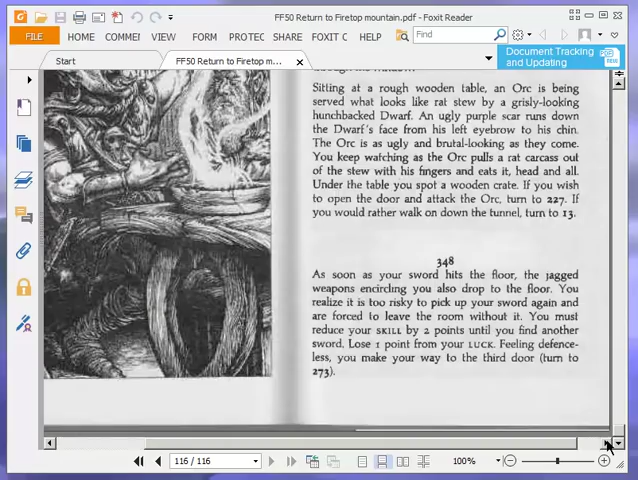 FF50 Return to Firetop mountain.pdf - Foxit Reader
FILE HOME COMMEI VIEW FORM PROTEC SHARE FOXIT C HELP Find
Start FF50 Return to Firetop m... Document Tracking
and Updating
Sitting at a rough wooden table, an Orc is being
served what looks like rat stew by a grisly-looking
hunchbacked Dwarf. An ugly purple scar runs down
the Dwarf's face from his left eyebrow to his chin.
The Orc is as ugly and brutal-looking as they come.
You keep watching as the Orc pulls a rat carcass out
of the stew with his fingers and eats it, head and all.
Under the table you spot a wooden crate. If you wish
to open the door and attack the Orc, turn to 227. If
you would rather walk on down the tunnel, turn to 13.
348
As soon as your sword hits the floor, the jagged
weapons encircling you also drop to the floor. You
realize it is too risky to pick up your sword again and
are forced to leave the room without it. You must
reduce your SKILL by 2 points until you find another
sword. Lose 1 point from your LUCK. Feeling defence-
less, you make your way to the third door (turn to
273).
116 / 116 100%